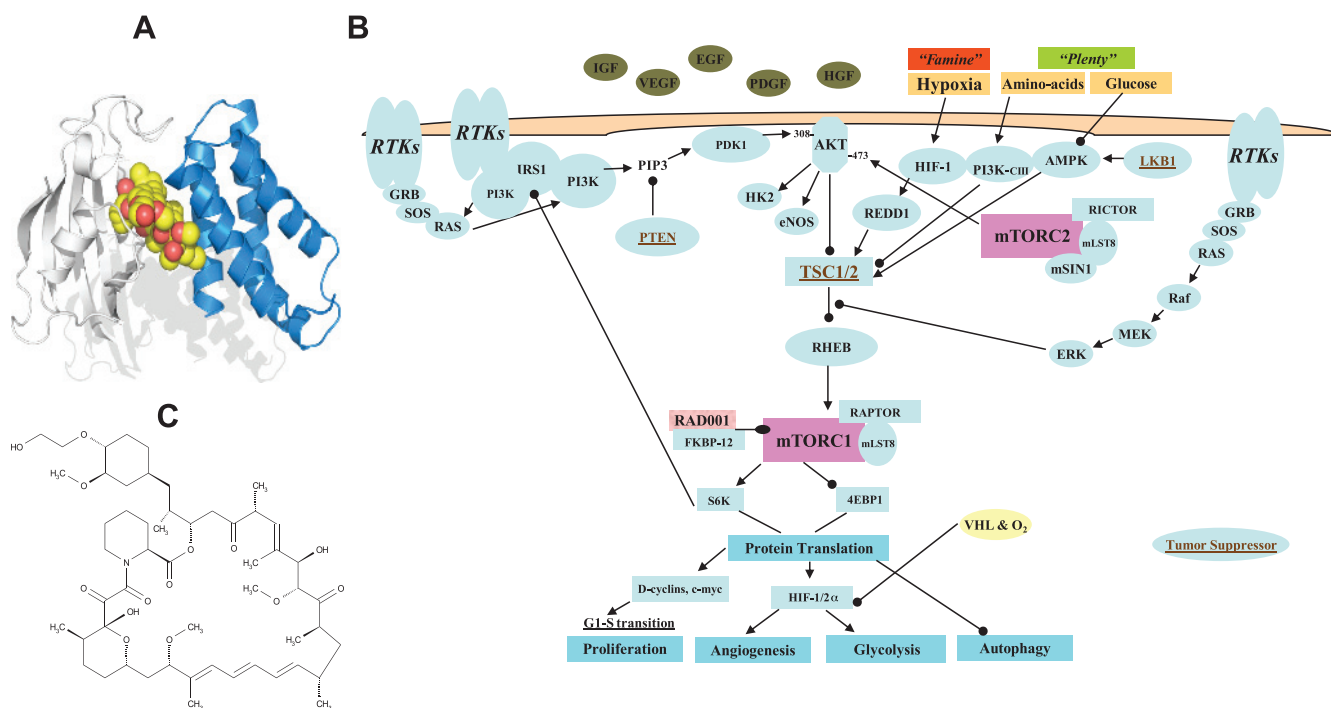 A
B
IGF
VEGF
EGF
PDGF
HGF
"Famine"
"Plenty"
Hypoxia
Amino-acids
Glucose
RTKs
RTKs
RTKs
PDK1
308
AKT
473
HIF-1
PI3K-CIII
AMPK
LKB1
IRS1
PI3K
PI3K
PIP3
GRB
SOS
RAS
HK2
eNOS
REDD1
PTEN
mTORC2
RICTOR
mLST8
mSIN1
GRB
SOS
RAS
TSC1/2
Raf
MEK
ERK
RHEB
C
RAD001
FKBP-12
mTORC1
RAPTOR
mLST8
S6K
4EBP1
VHL & O2
Protein Translation
Tumor Suppressor
D-cyclins, c-myc
HIF-1/2α
G1-S transition
Proliferation
Angiogenesis
Glycolysis
Autophagy
HO
O
H3C
O
CH3
CH3
O
O
N
O
H3C
OH
O
O
OH
H3C
O
O
H3C
O
O
CH3
H3C
CH3
CH3